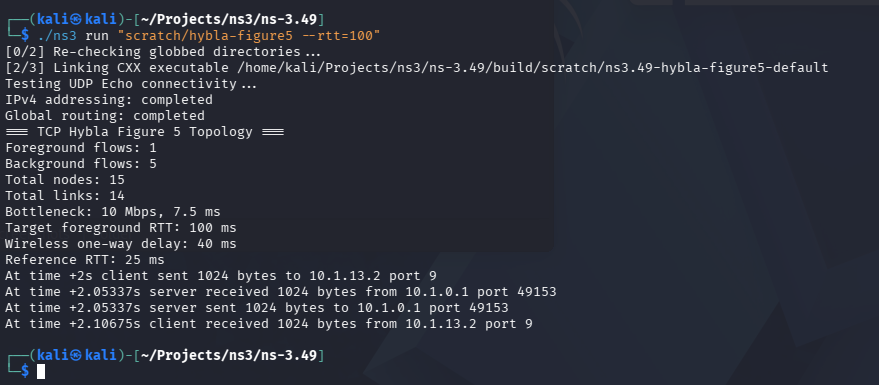 ┌──(kali㉿kali)-[~/Projects/ns3/ns-3.49]
└─$ ./ns3 run "scratch/hybla-figure5 --rtt=100"
[0/2] Re-checking globbed directories...
[2/3] Linking CXX executable /home/kali/Projects/ns3/ns-3.49/build/scratch/ns3.49-hybla-figure5-default
Testing UDP Echo connectivity...
IPv4 addressing: completed
Global routing: completed
=== TCP Hybla Figure 5 Topology ===
Foreground flows: 1
Background flows: 5
Total nodes: 15
Total links: 14
Bottleneck: 10 Mbps, 7.5 ms
Target foreground RTT: 100 ms
Wireless one-way delay: 40 ms
Reference RTT: 25 ms
At time +2s client sent 1024 bytes to 10.1.13.2 port 9
At time +2.05337s server received 1024 bytes from 10.1.0.1 port 49153
At time +2.05337s server sent 1024 bytes to 10.1.0.1 port 49153
At time +2.10675s client received 1024 bytes from 10.1.13.2 port 9
┌──(kali㉿kali)-[~/Projects/ns3/ns-3.49]
└─$